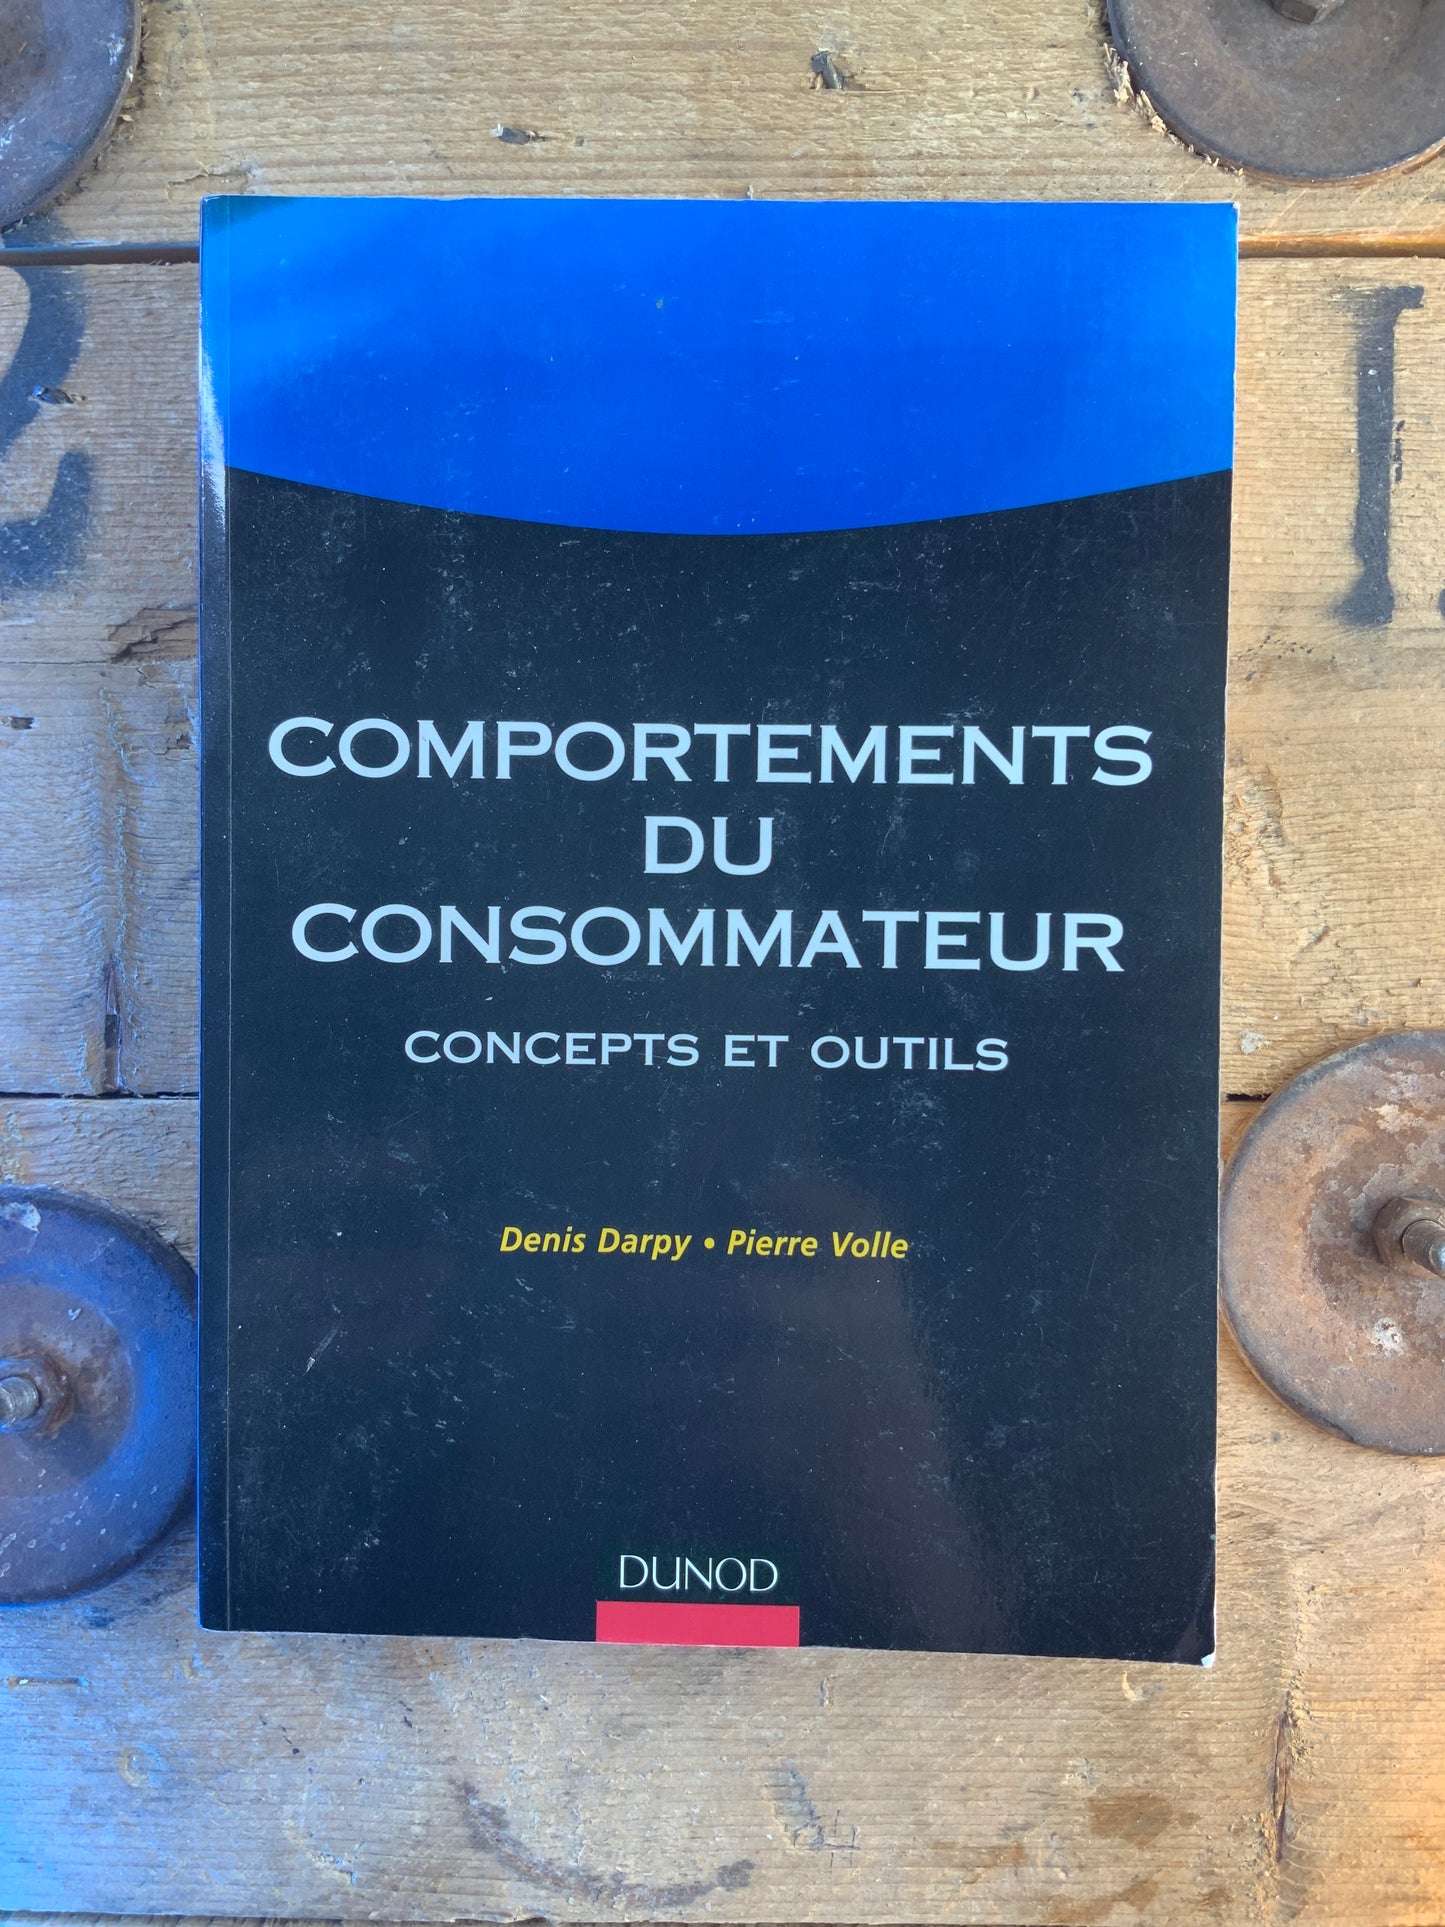 COMPORTEMENTS
DU
CONSOMMATEUR
CONCEPTS ET OUTILS
Denis Darpy • Pierre Volle
DUNOD